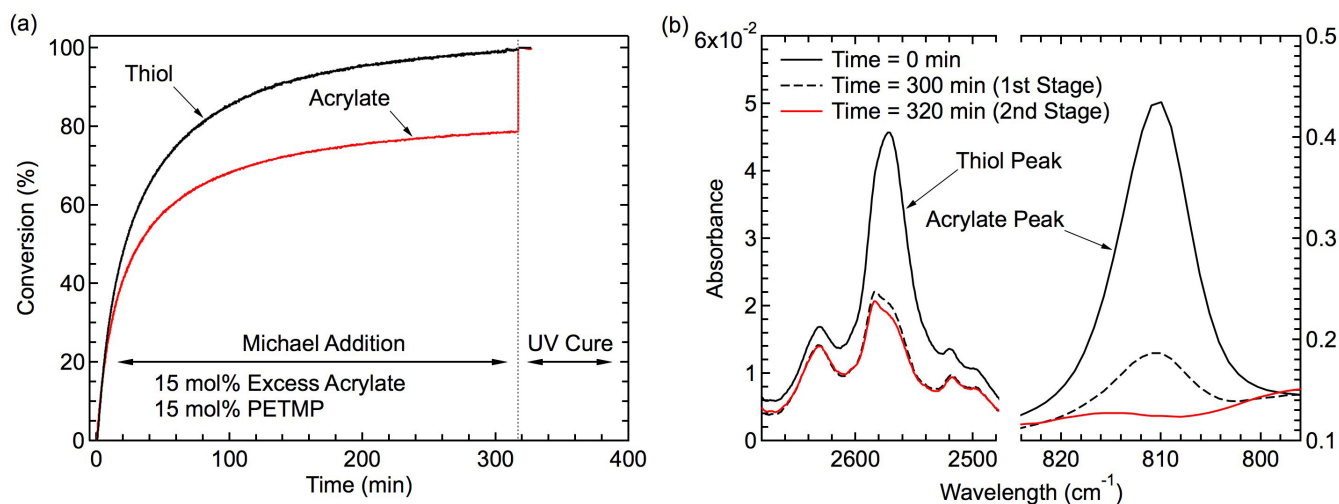 (a)
100
80
60
40
20
0
Conversion (%)
Thiol
Acrylate
Michael Addition
UV Cure
15 mol% Excess Acrylate
15 mol% PETMP
0
100
200
300
400
Time (min)
(b)
6x10-2
5
4
3
2
1
0
Absorbance
Time = 0 min
Time = 300 min (1st Stage)
Time = 320 min (2nd Stage)
Thiol Peak
Acrylate Peak
0.5
0.4
0.3
0.2
0.1
2600
2500
820
810
800
Wavelength (cm-1)